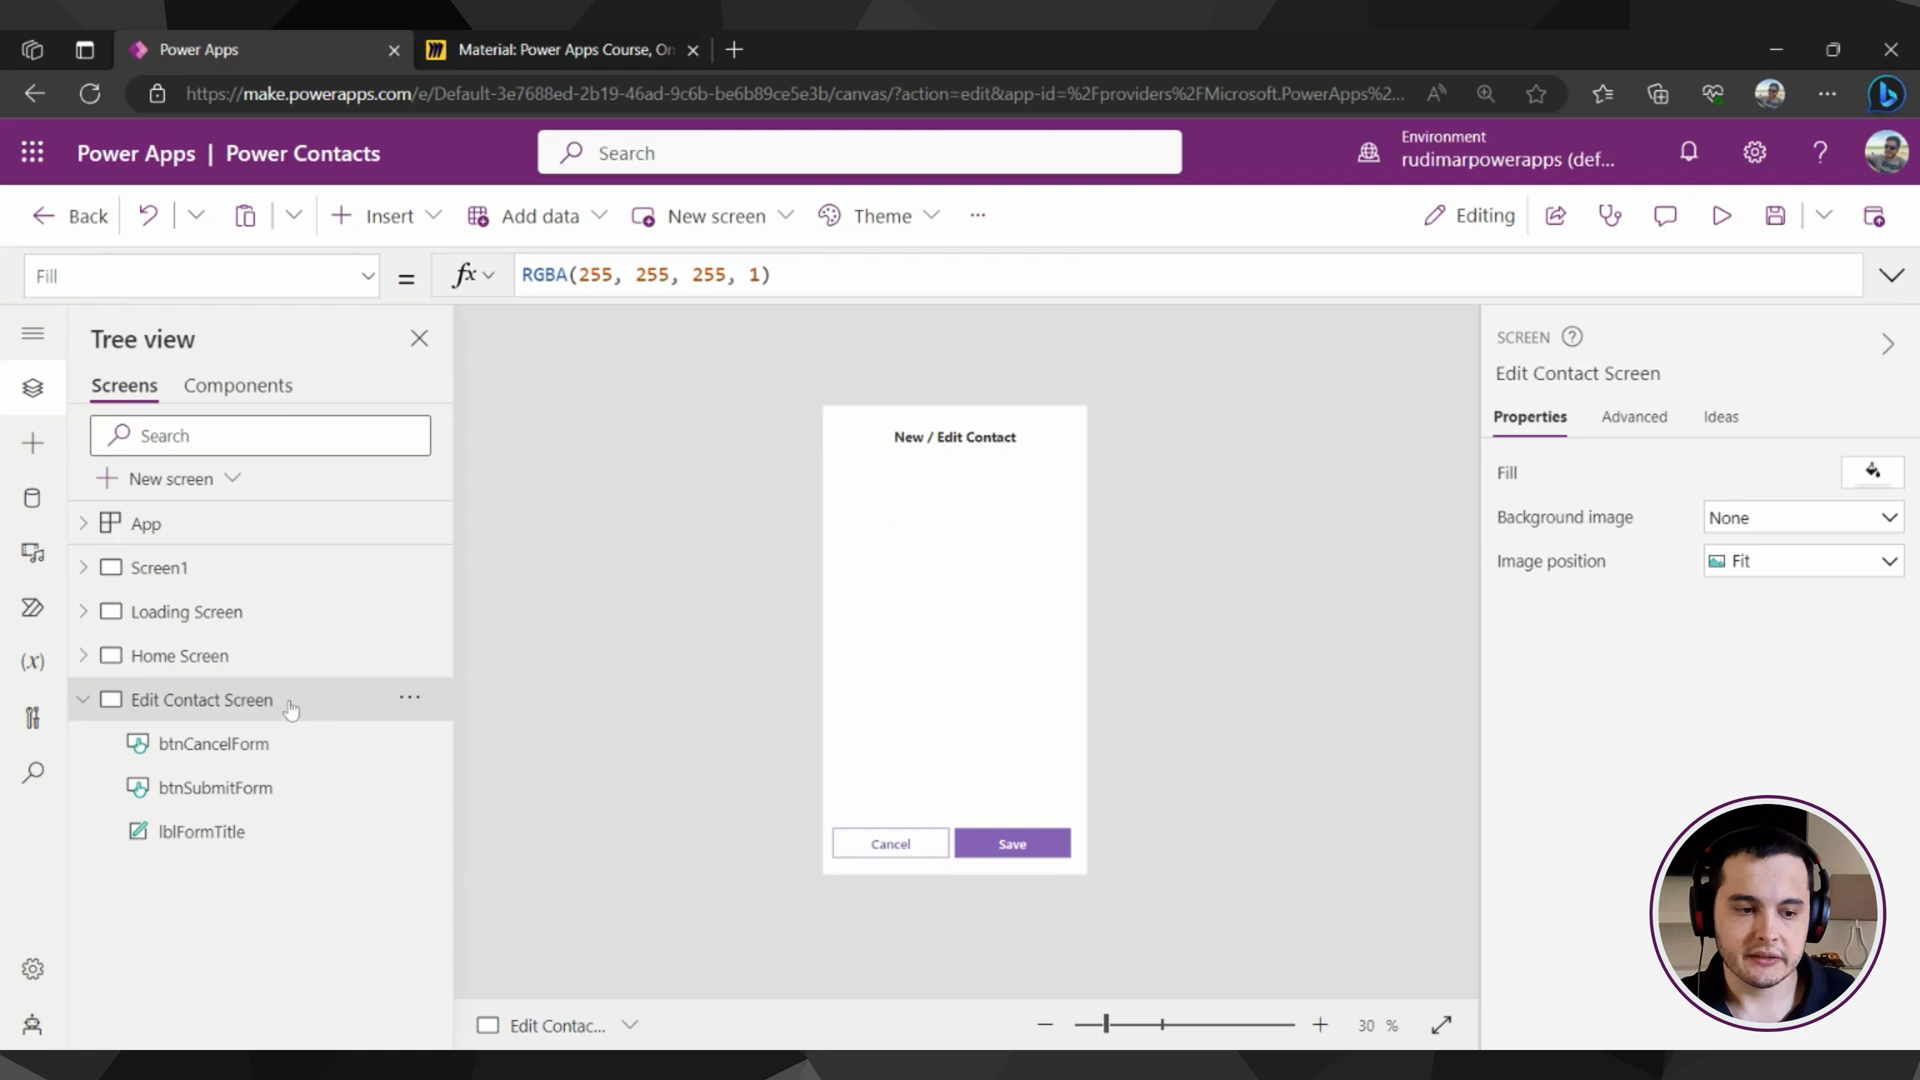 Power Apps
Material: Power Apps Course, On
https://make.powerapps.com/e/Default-3e7688ed-2b19-46ad-9c6b-be6b89ce5e3b/canvas/?action=edit&app-id=%2Fproviders%2FMicrosoft.PowerApps%2...
Power Apps | Power Contacts
Search
Environment
rudimarpowerapps (def...
Back
Insert
Add data
New screen
Theme
Editing
Fill
=
fx
RGBA(255, 255, 255, 1)
Tree view
Screens
Components
Search
New screen
App
Screen1
Loading Screen
Home Screen
Edit Contact Screen
btnCancelForm
btnSubmitForm
lblFormTitle
New / Edit Contact
Cancel
Save
SCREEN
Edit Contact Screen
Properties
Advanced
Ideas
Fill
Background image
None
Image position
Fit
Edit Contac...
30 %